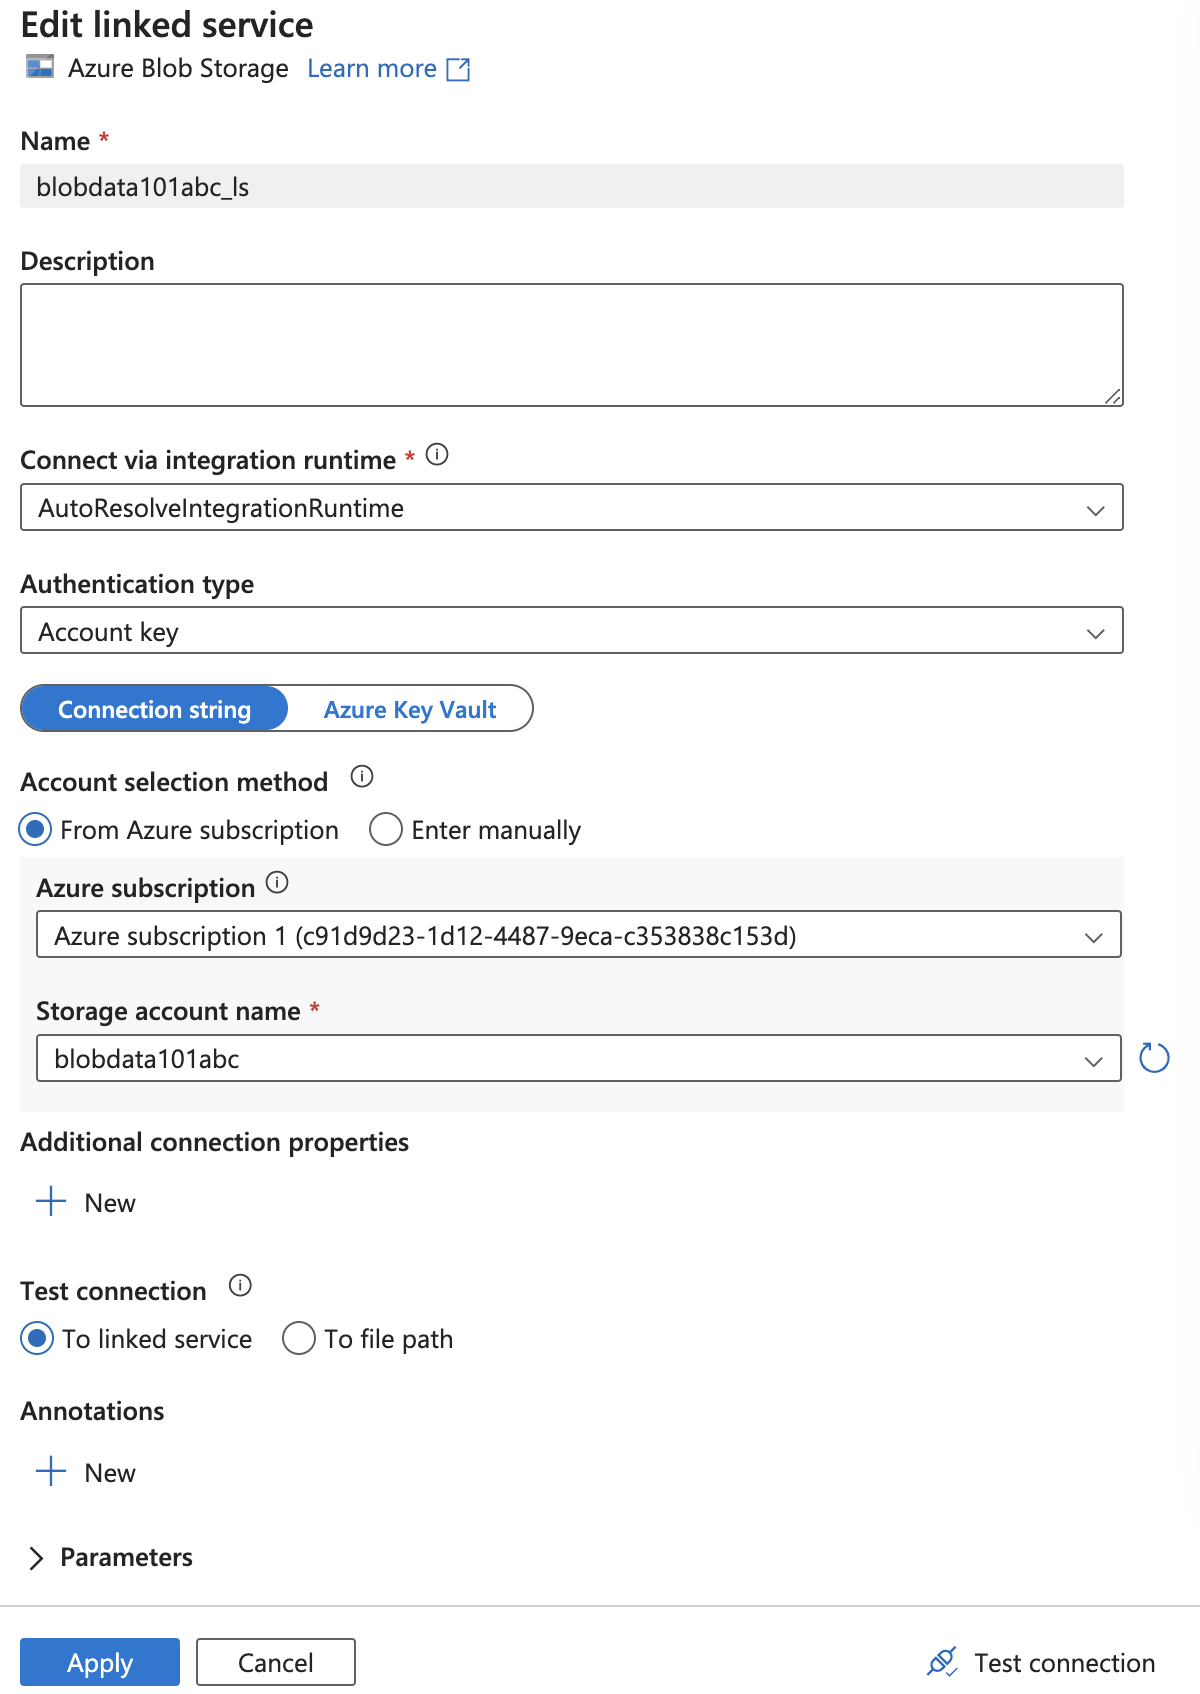 Edit linked service
Azure Blob Storage Learn more
Name *
blobdata101abc_ls
Description
Connect via integration runtime *
AutoResolveIntegrationRuntime
Authentication type
Account key
Connection string Azure Key Vault
Account selection method
From Azure subscription Enter manually
Azure subscription
Azure subscription 1 (c91d9d23-1d12-4487-9eca-c353838c153d)
Storage account name *
blobdata101abc
Additional connection properties
New
Test connection
To linked service To file path
Annotations
New
Parameters
Apply Cancel Test connection